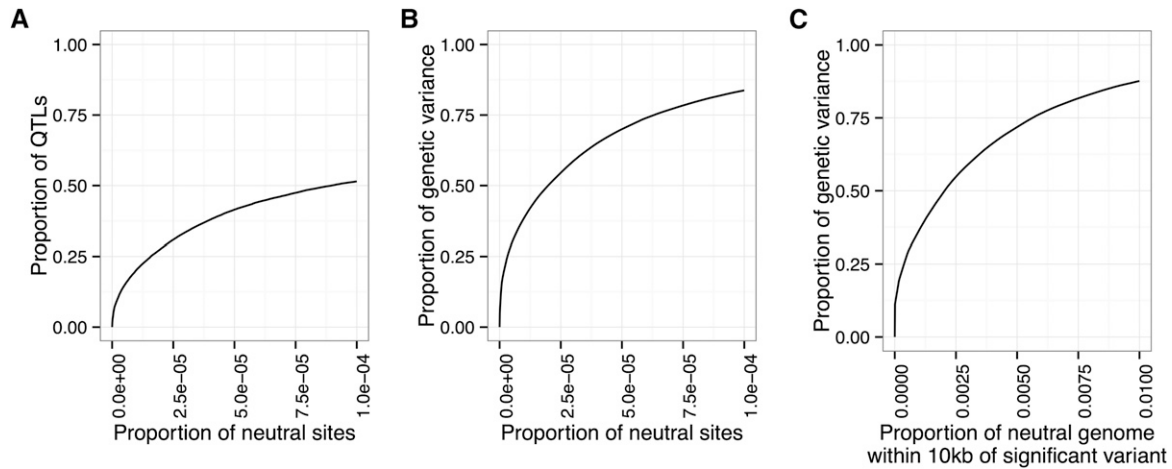 A
Proportion of QTLs
1.00
0.75
0.50
0.25
0.00
0.0e+00
2.5e−05
5.0e−05
7.5e−05
1.0e−04
Proportion of neutral sites
B
Proportion of genetic variance
1.00
0.75
0.50
0.25
0.00
0.0e+00
2.5e−05
5.0e−05
7.5e−05
1.0e−04
Proportion of neutral sites
C
Proportion of genetic variance
1.00
0.75
0.50
0.25
0.00
0.0000
0.0025
0.0050
0.0075
0.0100
Proportion of neutral genome
within 10kb of significant variant